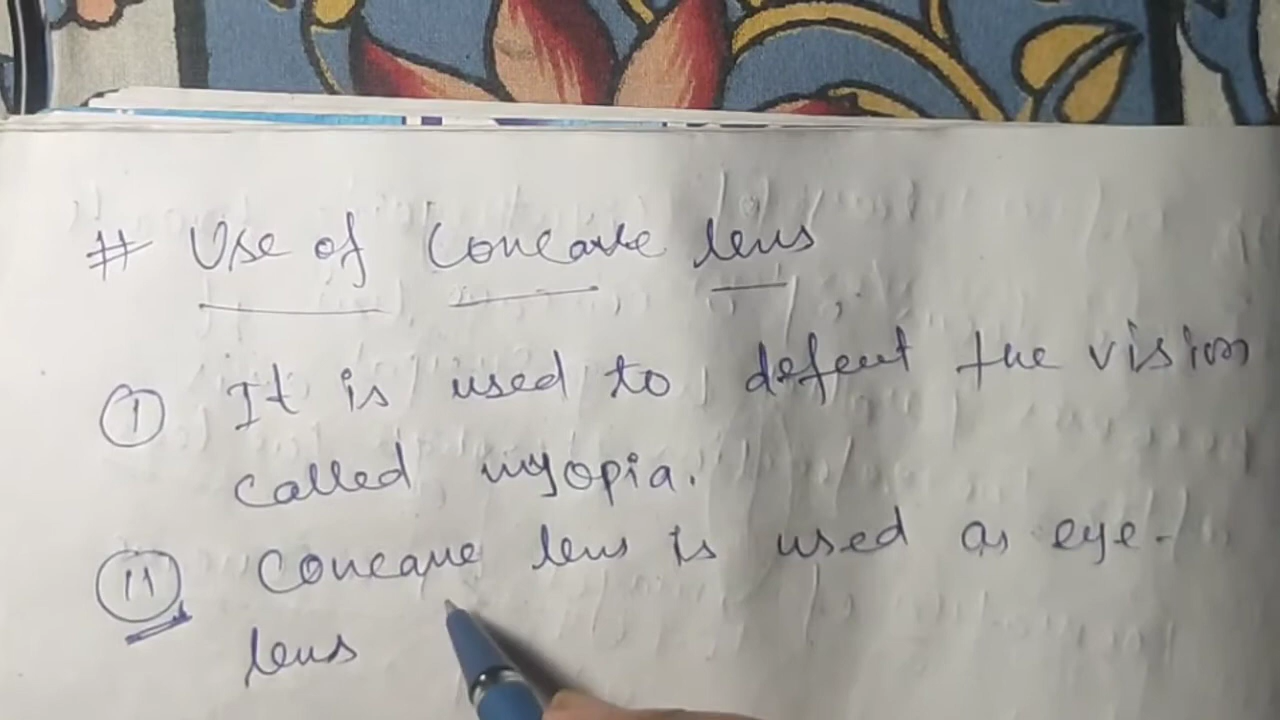 # Use of Concave lens
(I) It is used to defeut the vision
called myopia.
(II) Concave lens is used as eye-
lens